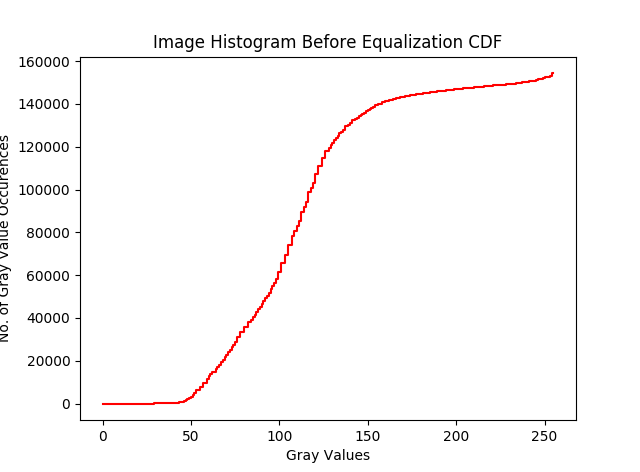 Image Histogram Before Equalization CDF
160000
140000
120000
100000
80000
60000
40000
20000
0
No. of Gray Value Occurences
0 50 100 150 200 250
Gray Values